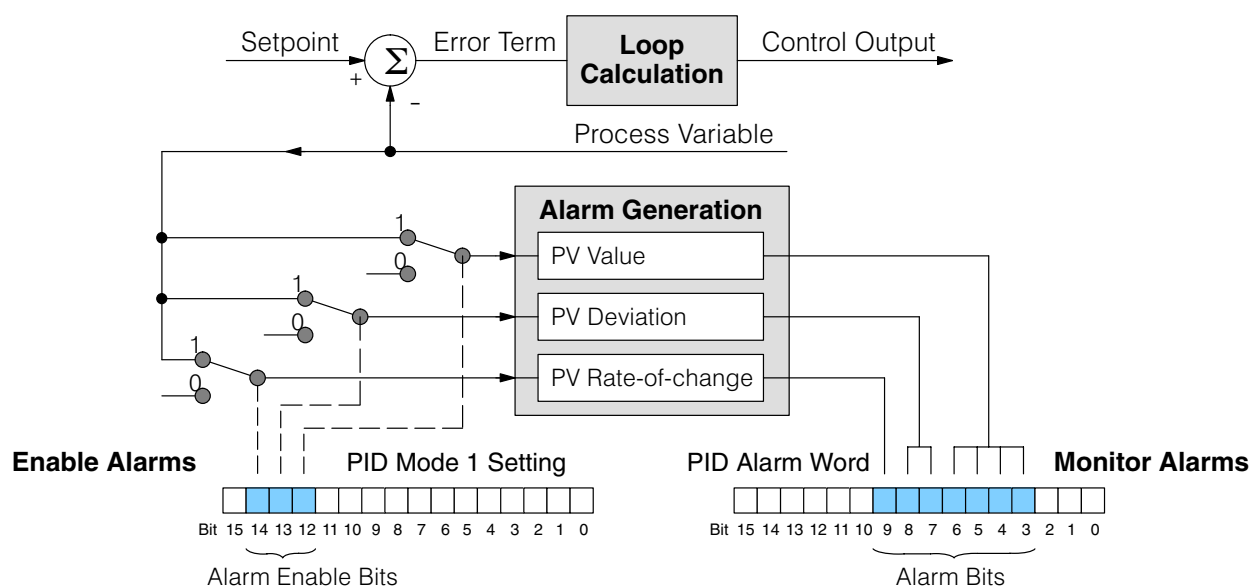 Setpoint
Error Term
Loop
Calculation
Control Output
Σ
+
−
Process Variable
Alarm Generation
1
0
PV Value
1
0
PV Deviation
1
0
PV Rate-of-change
Enable Alarms
PID Mode 1 Setting
PID Alarm Word
Monitor Alarms
Bit 15 14 13 12 11 10 9 8 7 6 5 4 3 2 1 0
Bit 15 14 13 12 11 10 9 8 7 6 5 4 3 2 1 0
Alarm Enable Bits
Alarm Bits